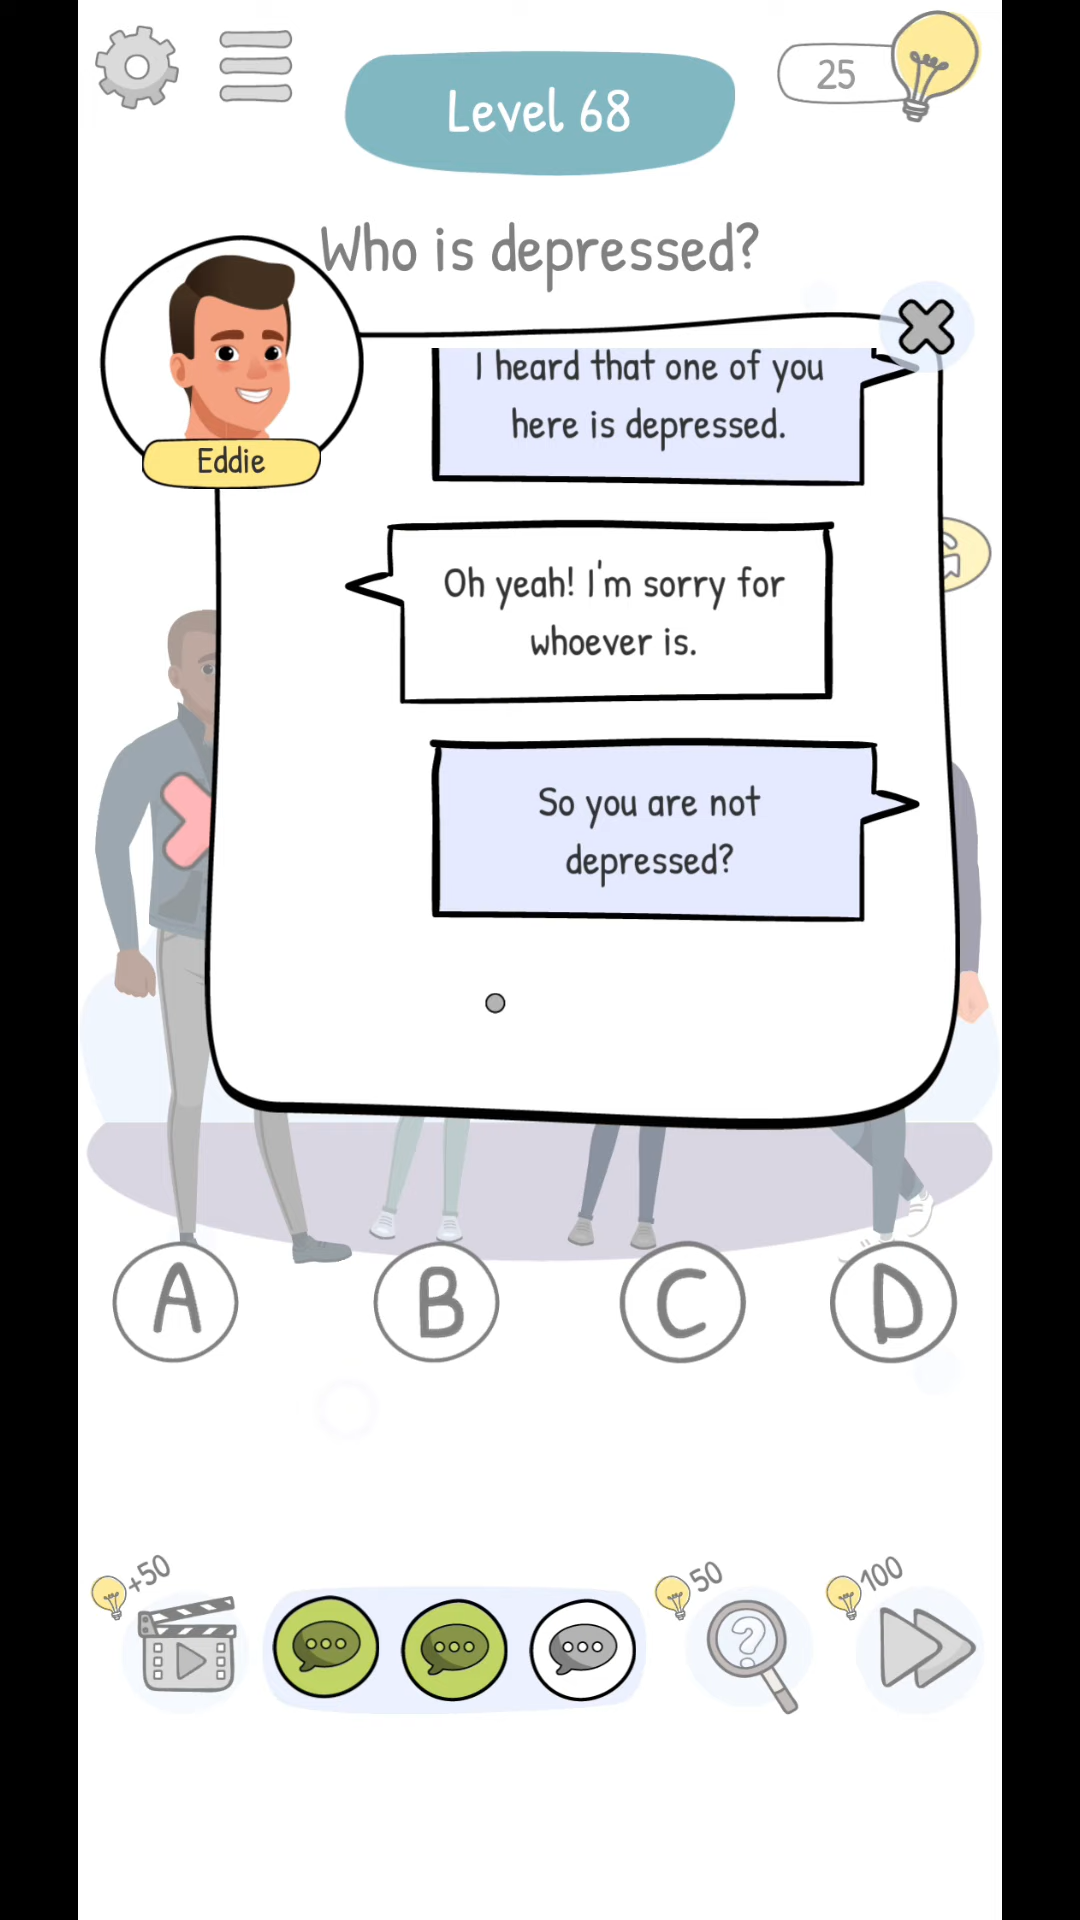 25
Level 68
Who is depressed?
I heard that one of you
here is depressed.
Eddie
Oh yeah! I'm sorry for
whoever is.
So you are not
depressed?
A B C D
+50
50
100
?